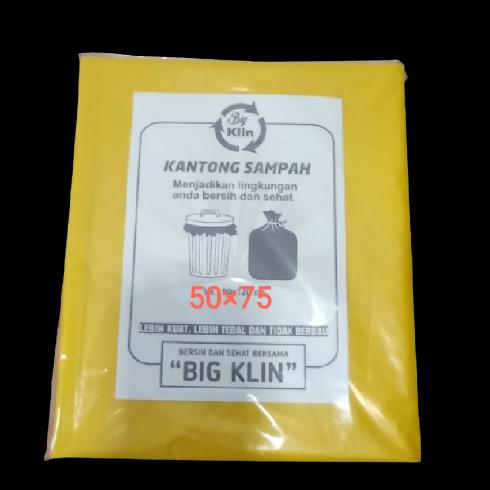 Big
Klin
KANTONG SAMPAH
Menjadikan lingkungan
anda bersih dan sehat
50×75
LEBIH KUAT, LEBIH TEBAL DAN TIDAK BERBAU
BERSIH DAN SEHAT BERSAMA
“BIG KLIN”